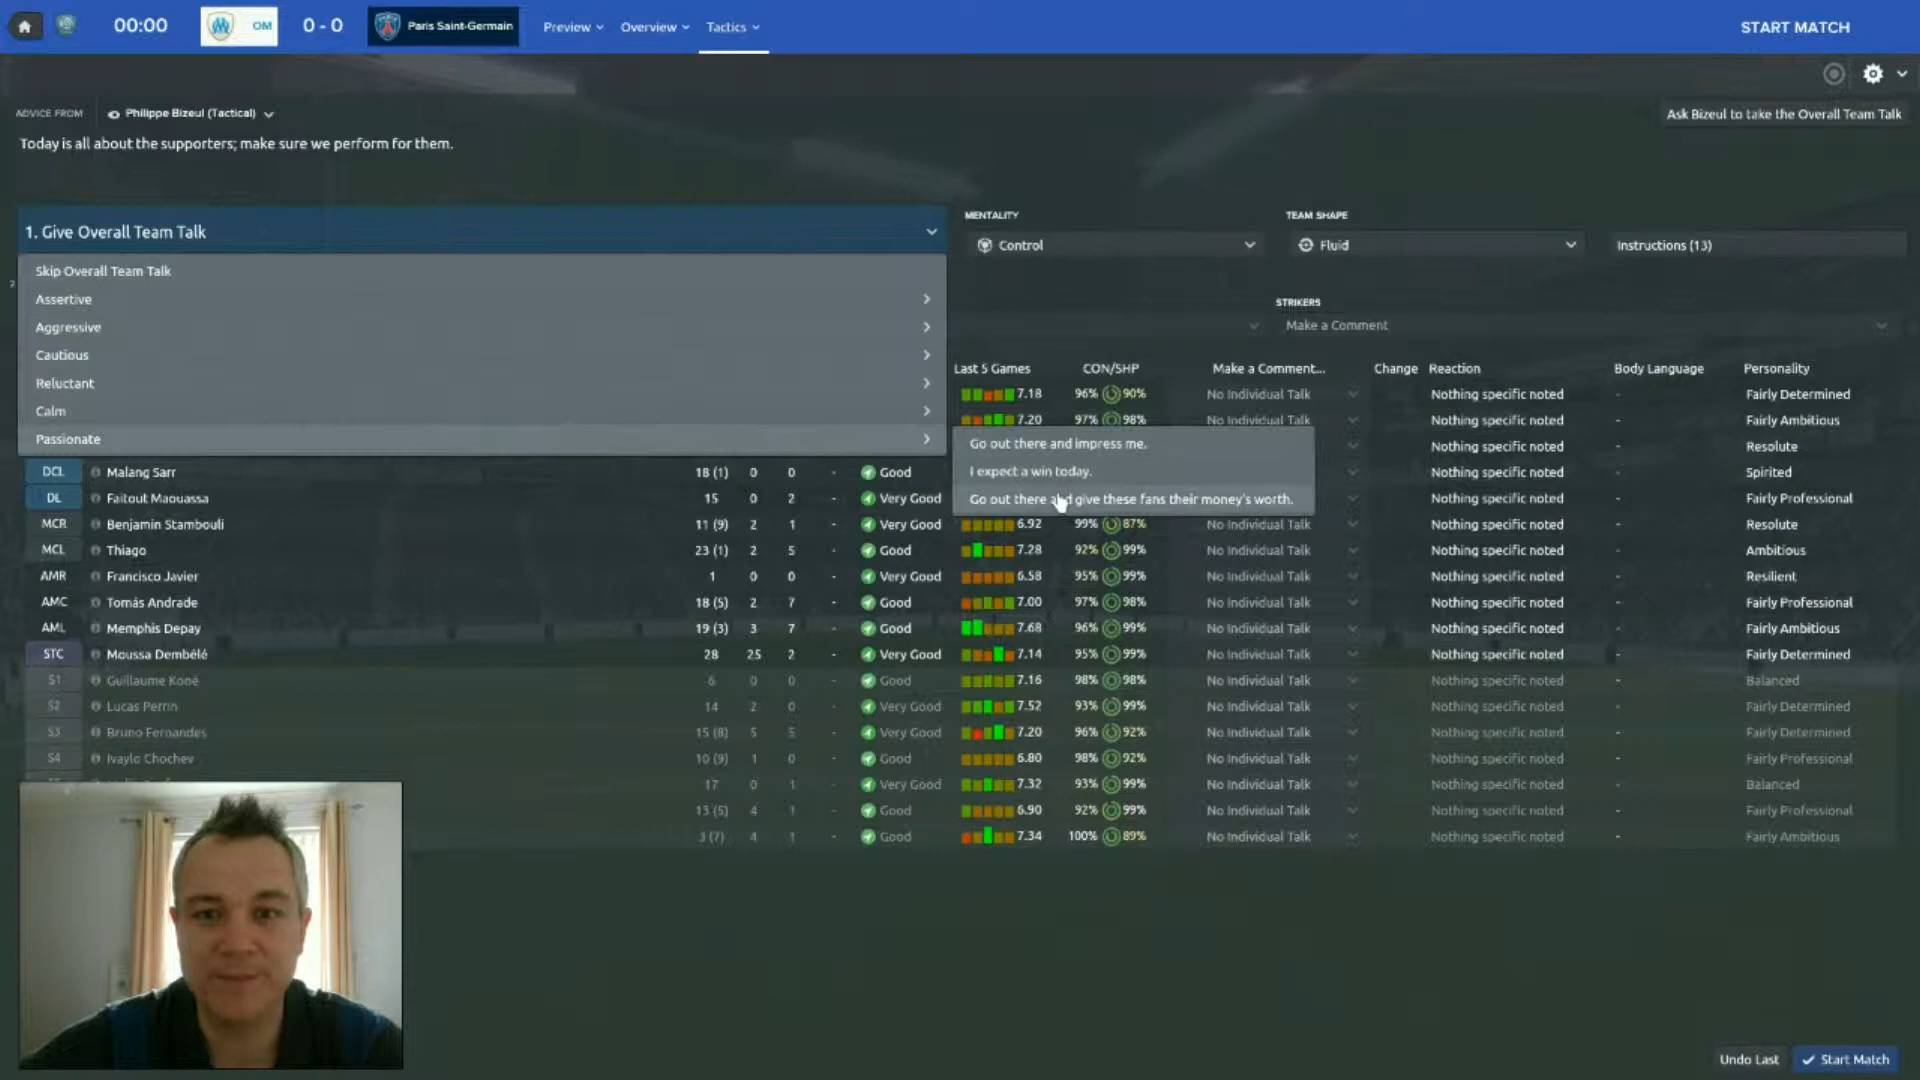 00:00 OM 0 - 0 Paris Saint-Germain Preview Overview Tactics START MATCH
ADVICE FROM Philippe Bizeul (Tactical) Ask Bizeul to take the Overall Team Talk
Today is all about the supporters; make sure we perform for them.
MENTALITY TEAM SHAPE
1. Give Overall Team Talk Control Fluid Instructions (13)
Skip Overall Team Talk
Assertive STRIKERS
Aggressive Make a Comment
Cautious
Last 5 Games CON/SHP Make a Comment... Change Reaction Body Language Personality
Reluctant
7.18 96% 90% No Individual Talk Nothing specific noted - Fairly Determined
Calm
7.20 97% 98% No Individual Talk Nothing specific noted - Fairly Ambitious
Passionate Go out there and impress me. Nothing specific noted - Resolute
DCL Malang Sarr 18 (1) 0 0 - Good I expect a win today. Nothing specific noted - Spirited
DL Faitout Maouassa 15 0 2 - Very Good Go out there and give these fans their money's worth. Nothing specific noted - Fairly Professional
MCR Benjamin Stambouli 11 (9) 2 1 - Very Good 6.92 99% 87% No Individual Talk Nothing specific noted - Resolute
MCL Thiago 23 (1) 2 5 - Good 7.28 92% 99% No Individual Talk Nothing specific noted - Ambitious
AMR Francisco Javier 1 0 0 - Very Good 6.58 95% 99% No Individual Talk Nothing specific noted - Resilient
AMC Tomás Andrade 18 (5) 2 7 - Good 7.00 97% 98% No Individual Talk Nothing specific noted - Fairly Professional
AML Memphis Depay 19 (3) 3 7 - Good 7.68 96% 99% No Individual Talk Nothing specific noted - Fairly Ambitious
STC Moussa Dembélé 28 25 2 - Very Good 7.14 95% 99% No Individual Talk Nothing specific noted - Fairly Determined
S1 Guillaume Koné 6 0 0 - Good 7.16 98% 98% No Individual Talk Nothing specific noted - Balanced
S2 Lucas Perrin 14 2 0 - Very Good 7.52 93% 99% No Individual Talk Nothing specific noted - Fairly Determined
S3 Bruno Fernandes 15 (8) 5 5 - Very Good 7.20 96% 92% No Individual Talk Nothing specific noted - Fairly Determined
S4 Ivaylo Chochev 10 (9) 1 0 - Good 6.80 98% 92% No Individual Talk Nothing specific noted - Fairly Professional
17 0 1 - Very Good 7.32 93% 99% No Individual Talk Nothing specific noted - Balanced
13 (5) 4 1 - Good 6.90 92% 99% No Individual Talk Nothing specific noted - Fairly Professional
3 (7) 4 1 - Good 7.34 100% 89% No Individual Talk Nothing specific noted - Fairly Ambitious
Undo Last Start Match